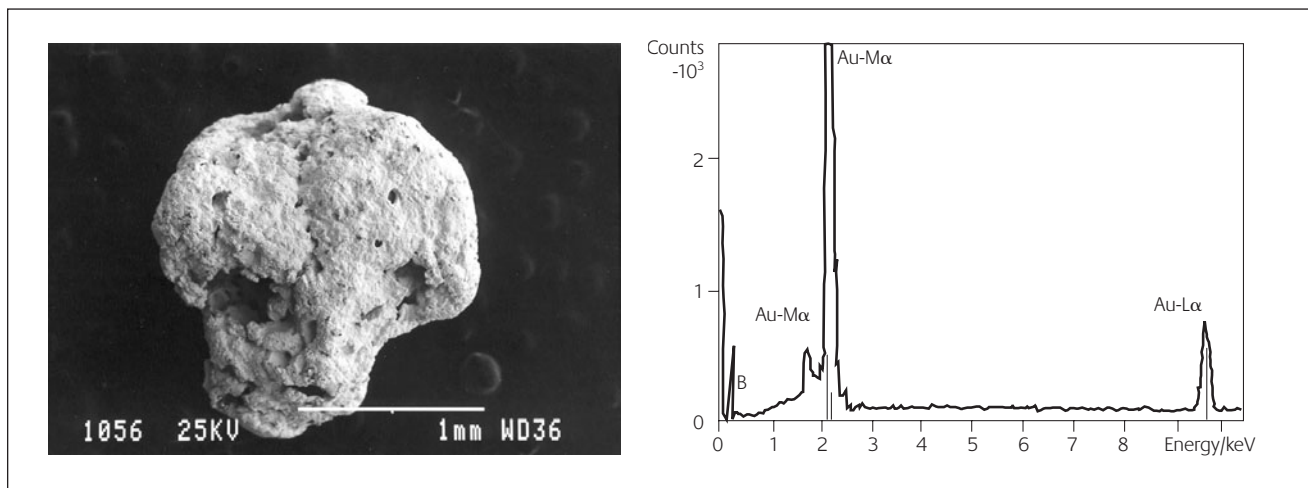 1056 25KV 1mm WD36
Counts
-10³
Au-Mα
2
1
Au-Mα
Au-Lα
B
0
0 1 2 3 4 5 6 7 8 Energy/keV